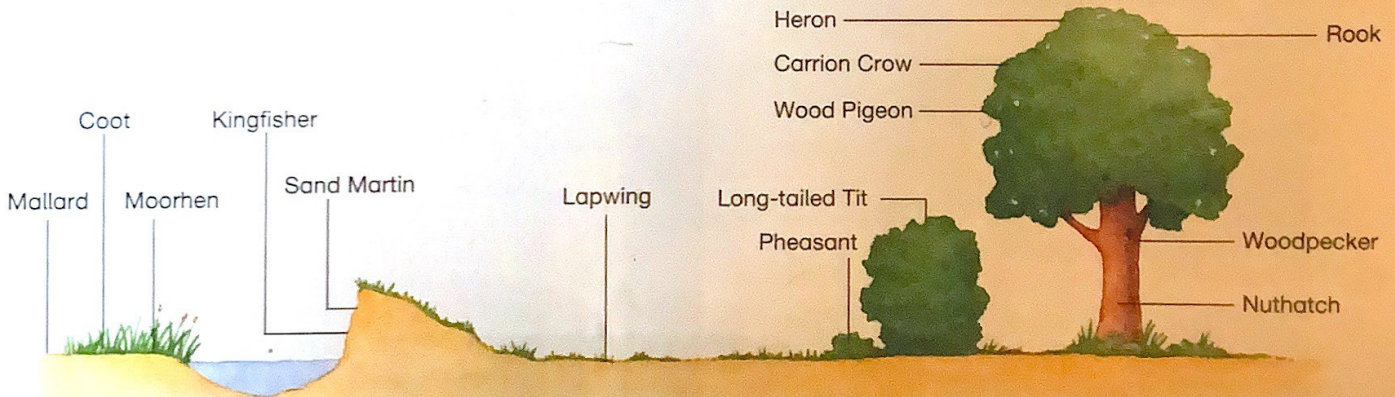 Heron
Rook
Carrion Crow
Wood Pigeon
Coot
Kingfisher
Sand Martin
Mallard
Moorhen
Lapwing
Long-tailed Tit
Pheasant
Woodpecker
Nuthatch